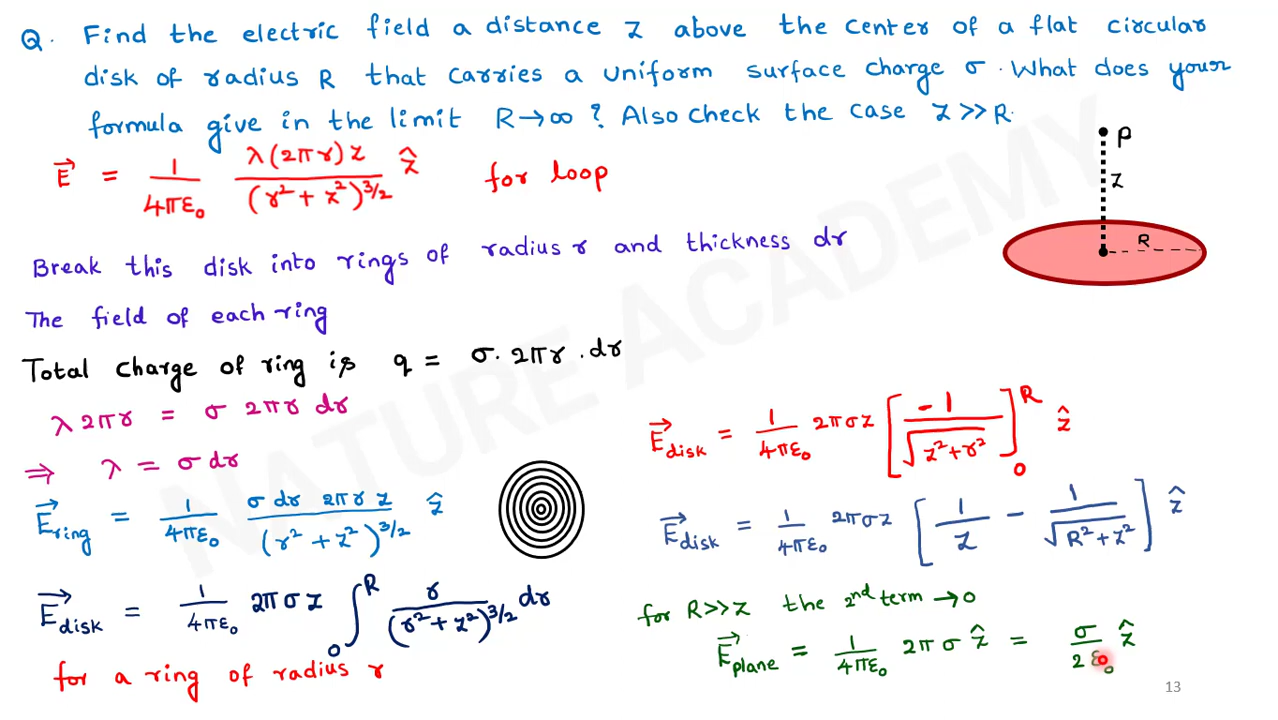 Q. Find the electric field a distance z above the center of a flat circular
disk of radius R that carries a uniform surface charge σ. What does your
formula give in the limit R→∞ ? Also check the case z >> R.
E⃗ = 1/4πε₀ λ(2πr)z/(r²+z²)^3/2 ẑ for loop
P
z
R
Break this disk into rings of radius r and thickness dr
The field of each ring
Total charge of ring is q = σ. 2πr .dr
λ2πr = σ 2πr dr
⇒ λ = σ dr
E⃗ring = 1/4πε₀ σ dr 2πr z/(r²+z²)^3/2 ẑ
E⃗disk = 1/4πε₀ 2πσz ∫₀^R r/(r²+z²)^3/2 dr
for a ring of radius r
E⃗disk = 1/4πε₀ 2πσz [-1/√(z²+r²)]₀^R ẑ
E⃗disk = 1/4πε₀ 2πσz [1/z - 1/√(R²+z²)] ẑ
for R>>z the 2nd term →0
E⃗plane = 1/4πε₀ 2πσ ẑ = σ/2ε₀ ẑ
13
NATURE ACADEMY